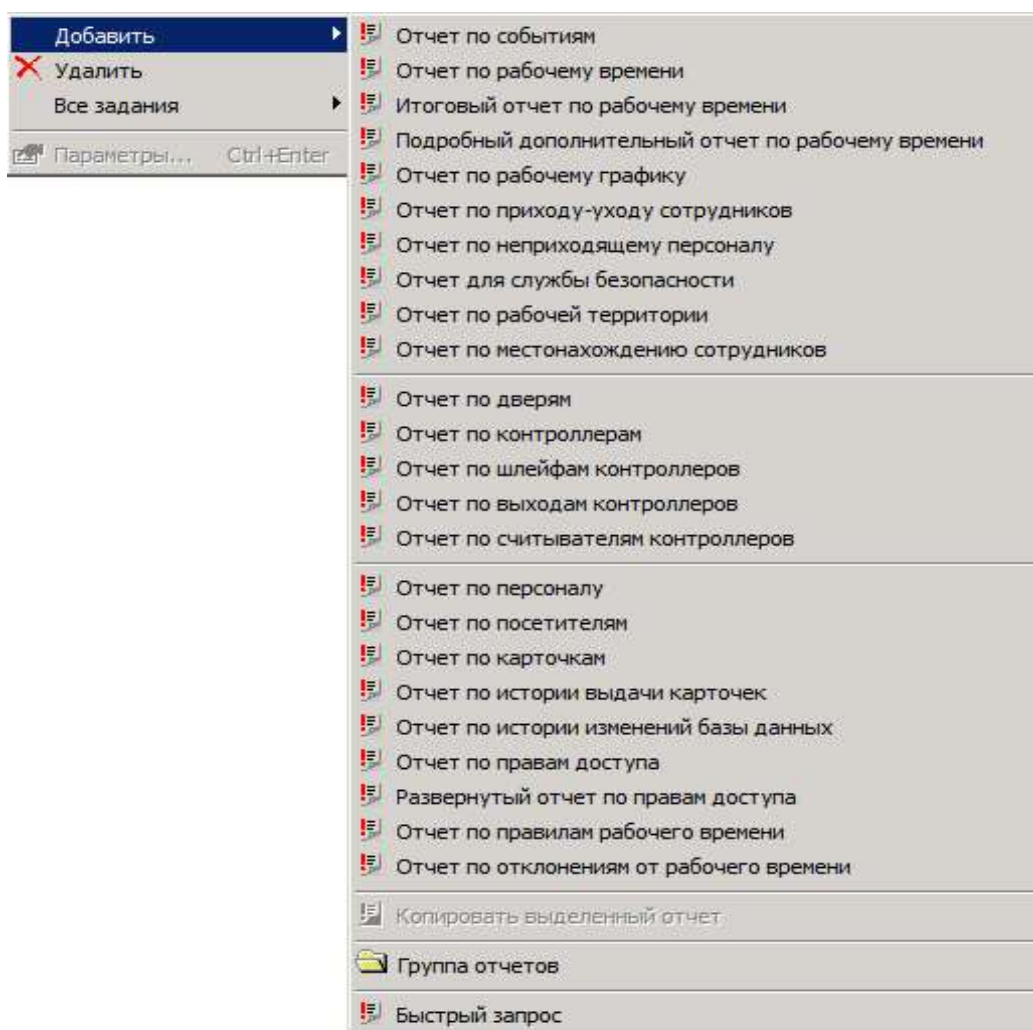 Добавить
Удалить
Все задания
Параметры... Ctrl+Enter
Отчет по событиям
Отчет по рабочему времени
Итоговый отчет по рабочему времени
Подробный дополнительный отчет по рабочему времени
Отчет по рабочему графику
Отчет по приходу-уходу сотрудников
Отчет по неприходящему персоналу
Отчет для службы безопасности
Отчет по рабочей территории
Отчет по местонахождению сотрудников
Отчет по дверям
Отчет по контроллерам
Отчет по шлейфам контроллеров
Отчет по выходам контроллеров
Отчет по считывателям контроллеров
Отчет по персоналу
Отчет по посетителям
Отчет по карточкам
Отчет по истории выдачи карточек
Отчет по истории изменений базы данных
Отчет по правам доступа
Развернутый отчет по правам доступа
Отчет по правилам рабочего времени
Отчет по отклонениям от рабочего времени
Копировать выделенный отчет
Группа отчетов
Быстрый запрос